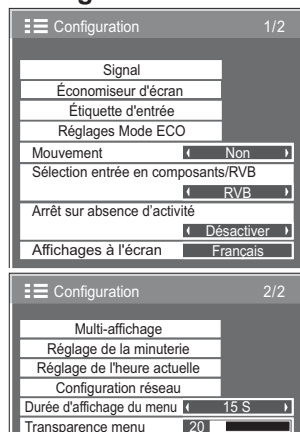 Configuration 1/2
Signal
Économiseur d'écran
Étiquette d'entrée
Réglages Mode ECO
Mouvement Non
Sélection entrée en composants/RVB
RVB
Arrêt sur absence d'activité
Désactiver
Affichages à l'écran Français
Configuration 2/2
Multi-affichage
Réglage de la minuterie
Réglage de l'heure actuelle
Configuration réseau
Durée d'affichage du menu 15 S
Transparence menu 20